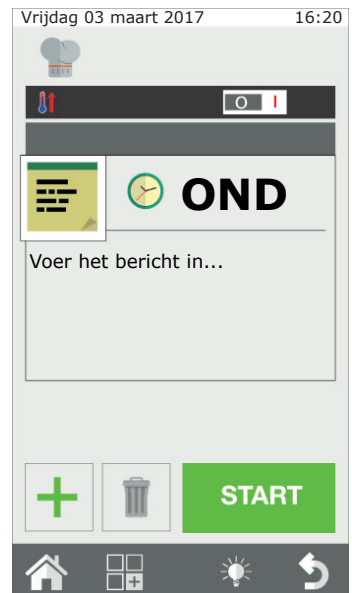 Vrijdag 03 maart 2017 16:20
O I
OND
Voer het bericht in...
START